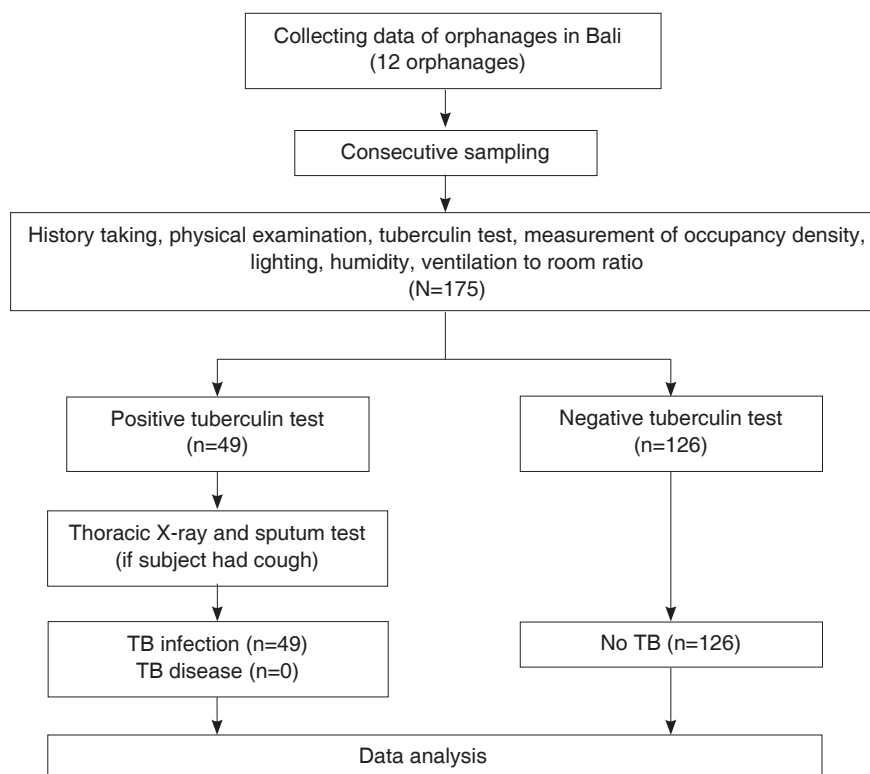 Collecting data of orphanages in Bali
(12 orphanages)
Consecutive sampling
History taking, physical examination, tuberculin test, measurement of occupancy density,
lighting, humidity, ventilation to room ratio
(N=175)
Positive tuberculin test
(n=49)
Negative tuberculin test
(n=126)
Thoracic X-ray and sputum test
(if subject had cough)
TB infection (n=49)
TB disease (n=0)
No TB (n=126)
Data analysis